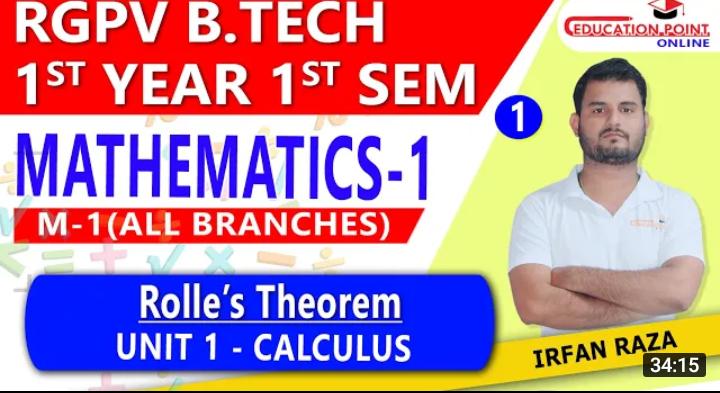 RGPV B.TECH
1ST YEAR 1ST SEM
EDUCATION POINT
ONLINE
1
MATHEMATICS-1
M-1(ALL BRANCHES)
Rolle's Theorem
UNIT 1 - CALCULUS
IRFAN RAZA
34:15